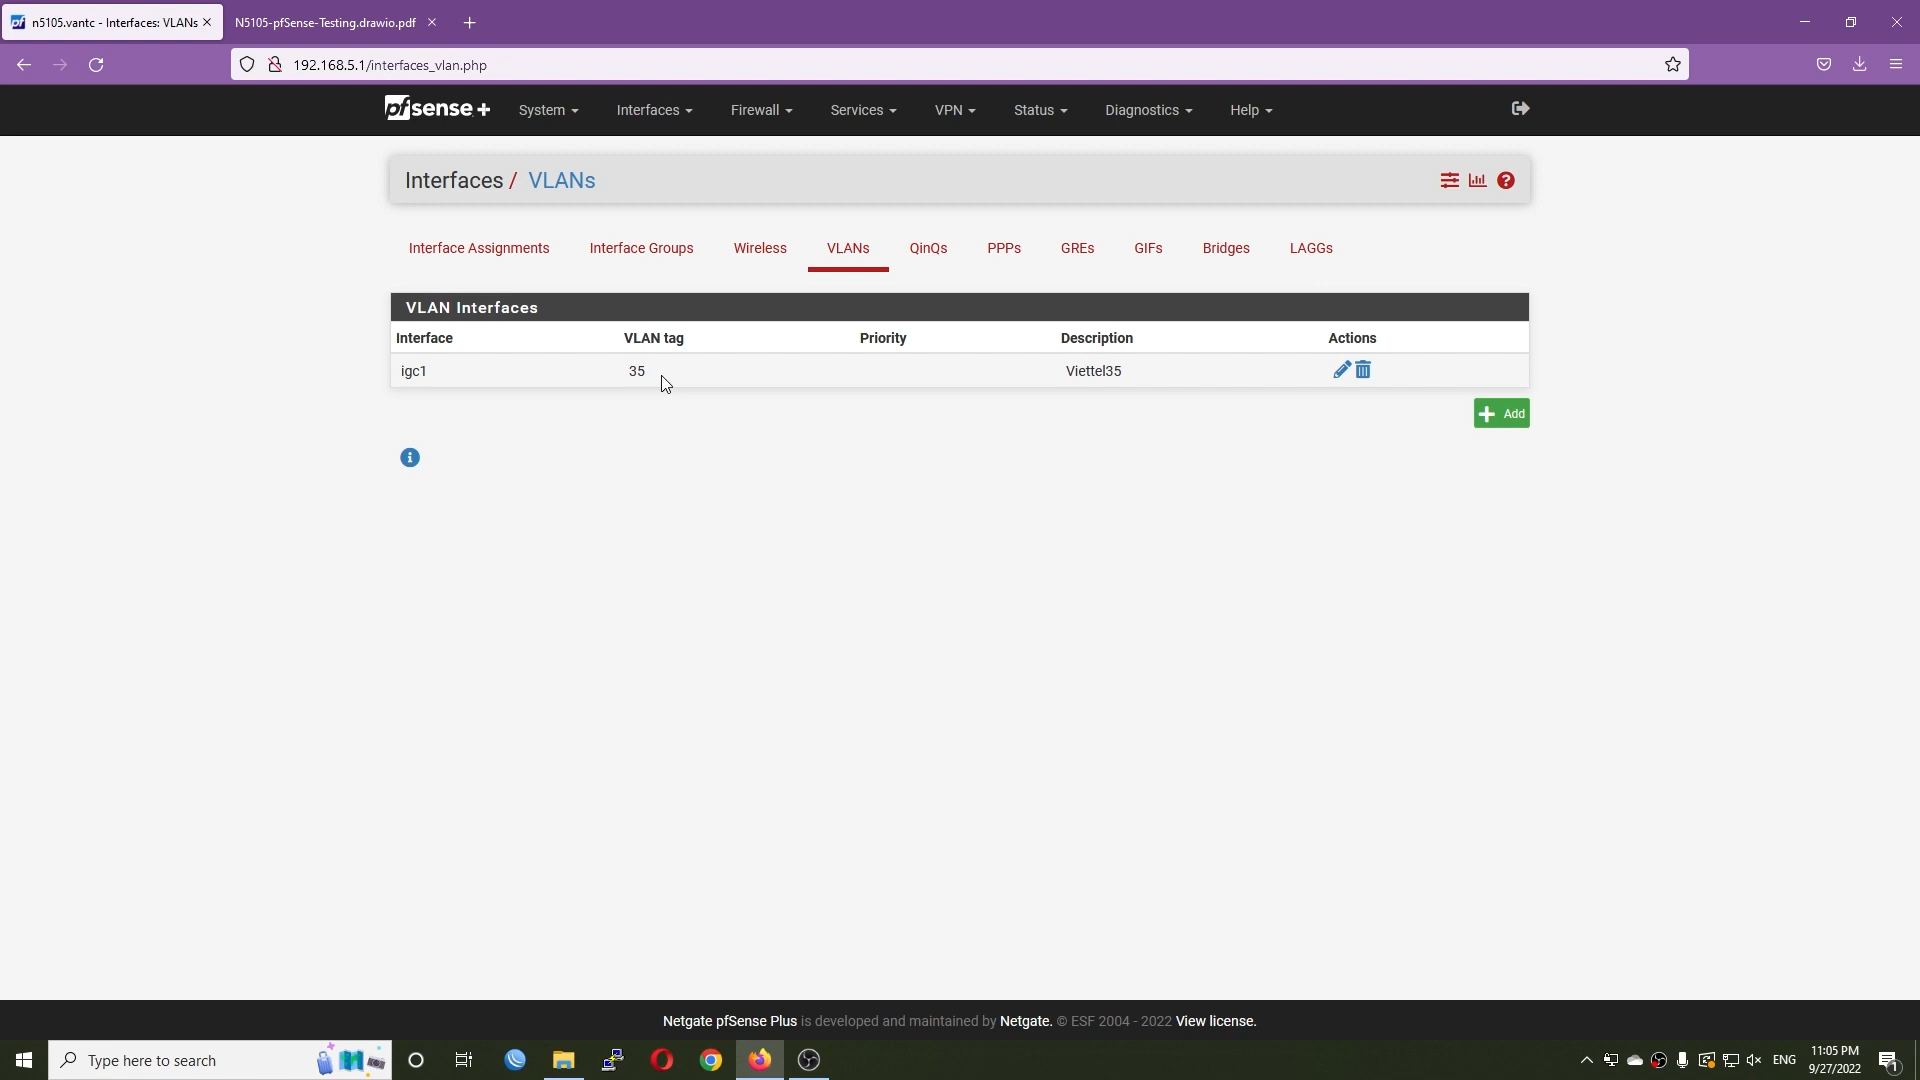 n5105.vantc - Interfaces: VLANs
N5105-pfSense-Testing.drawio.pdf
192.168.5.1/interfaces_vlan.php
pfsense +
System
Interfaces
Firewall
Services
VPN
Status
Diagnostics
Help
Interfaces / VLANs
Interface Assignments
Interface Groups
Wireless
VLANs
QinQs
PPPs
GREs
GIFs
Bridges
LAGGs
VLAN Interfaces
Interface VLAN tag Priority Description Actions
igc1 35 Viettel35
Add
Netgate pfSense Plus is developed and maintained by Netgate. © ESF 2004 - 2022 View license.
Type here to search
ENG
11:05 PM
9/27/2022
1